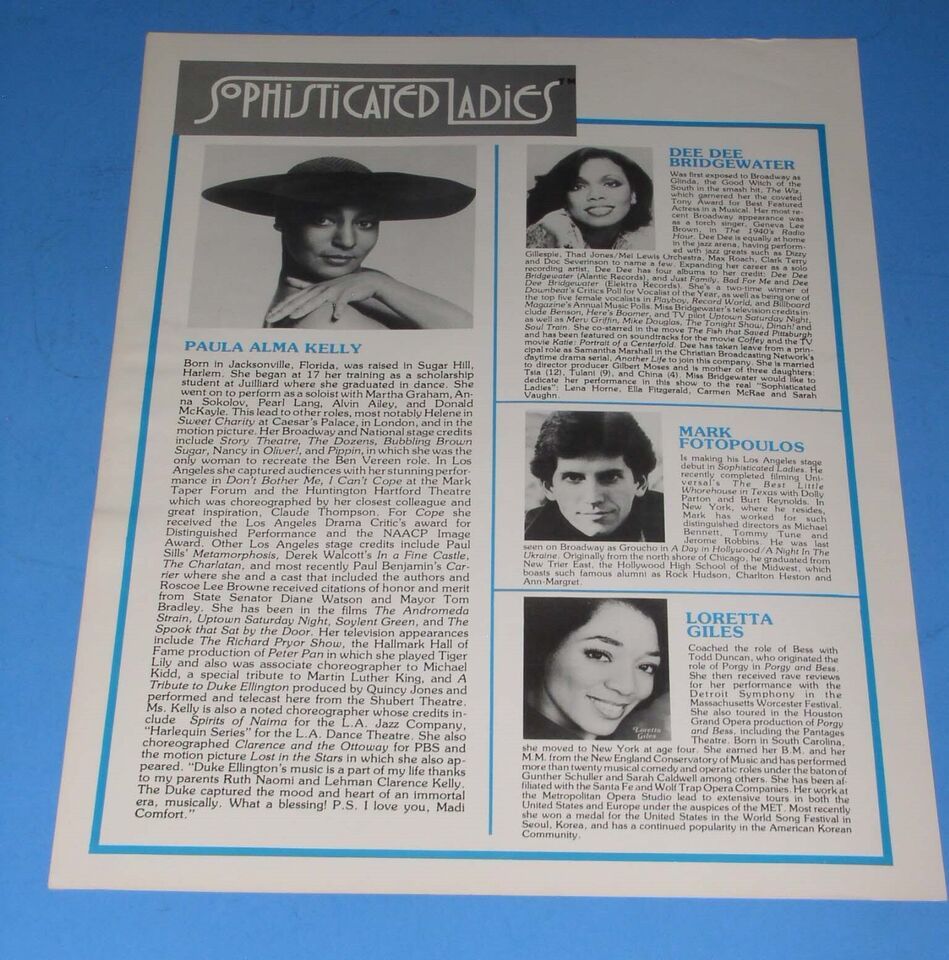 SOPHISTICATED LADIES™
PAULA ALMA KELLY
Born in Jacksonville, Florida, was raised in Sugar Hill,
Harlem. She began at 17 her training as a scholarship
student at Juilliard where she graduated in dance. She
went on to perform as a soloist with Martha Graham, An-
na Sokolov, Pearl Lang, Alvin Ailey, and Donald
McKayle. This lead to other roles, most notably Helene in
Sweet Charity at Caesar's Palace, in London, and in the
motion picture. Her Broadway and National stage credits
include Story Theatre, The Dozens, Bubbling Brown
Sugar, Nancy in Oliver!, and Pippin, in which she was the
only woman to recreate the Ben Vereen role. In Los
Angeles she captured audiences with her stunning perfor-
mance in Don't Bother Me, I Can't Cope at the Mark
Taper Forum and the Huntington Hartford Theatre
which was choreographed by her closest colleague and
great inspiration, Claude Thompson. For Cope she
received the Los Angeles Drama Critic's award for
Distinguished Performance and the NAACP Image
Award. Other Los Angeles stage credits include Paul
Sills' Metamorphosis, Derek Walcott's In a Fine Castle,
The Charlatan, and most recently Paul Benjamin's Car-
rier where she and a cast that included the authors and
Roscoe Lee Browne received citations of honor and merit
from State Senator Diane Watson and Mayor Tom
Bradley. She has been in the films The Andromeda
Strain, Uptown Saturday Night, Soylent Green, and The
Spook that Sat by the Door. Her television appearances
include The Richard Pryor Show, the Hallmark Hall of
Fame production of Peter Pan in which she played Tiger
Lily and also was associate choreographer to Michael
Kidd, a special tribute to Martin Luther King, and A
Tribute to Duke Ellington produced by Quincy Jones and
performed and telecast here from the Shubert Theatre.
Ms. Kelly is also a noted choreographer whose credits in-
clude Spirits of Naima for the L.A. Jazz Company,
"Harlequin Series" for the L.A. Dance Theatre. She also
choreographed Clarence and the Ottoway for PBS and
the motion picture Lost in the Stars in which she also ap-
peared. "Duke Ellington's music is a part of my life thanks
to my parents Ruth Naomi and Lehman Clarence Kelly.
The Duke captured the mood and heart of an immortal
era, musically. What a blessing! P.S. I love you, Madi
Comfort."
DEE DEE
BRIDGEWATER
Was first exposed to Broadway as
Glinda, the Good Witch of the
South in the smash hit, The Wiz,
which garnered her the coveted
Tony Award for Best Featured
Actress in a Musical. Her most re-
cent Broadway appearance was
as a torch singer, Geneva Lee
Brown, in The 1940's Radio
Hour. Dee Dee is equally at home
in the jazz arena, having perform-
ed wth jazz greats such as Dizzy
Gillespie, Thad Jones/Mel Lewis Orchestra, Max Roach, Clark Terry
and Doc Severinson to name a few. Expanding her career as a solo
recording artist, Dee Dee has four albums to her credit: Dee Dee
Bridgewater (Alantic Records), and Just Family, Bad For Me and Dee
Dee Bridgewater (Elektra Records). She's a two-time winner of
Downbeat's Critics Poll for Vocalist of the Year, as well as being one of
the top five female vocalists in Playboy, Record World, and Billboard
Magazine's Annual Music Polls. Miss Bridgewater's television credits in-
clude Benson, Here's Boomer, and TV pilot Uptown Saturday Night,
as well as Merv Griffin, Mike Douglas, The Tonight Show, Dinah! and
Soul Train. She co-starred in the move The Fish that Saved Pittsburgh
and has been featured on soundtracks for the movie Coffey and the TV
movie Katie: Portrait of a Centerfold. Dee has taken leave from a prin-
cipal role as Samantha Marshall in the Christian Broadcasting Network's
daytime drama serial, Another Life to join this company. She is married
to director producer Gilbert Moses and is mother of three daughters:
Tsia (12), Tulani (9), and China (4). Miss Bridgewater would like to
dedicate her performance in this show to the real "Sophisticated
Ladies": Lena Horne, Ella Fitzgerald, Carmen McRae and Sarah
Vaughn.
MARK
FOTOPOULOS
Is making his Los Angeles stage
debut in Sophisticated Ladies. He
recently completed filming Uni-
versal's The Best Little
Whorehouse in Texas with Dolly
Parton and Burt Reynolds. In
New York, where he resides,
Mark has worked for such
distinguished directors as Michael
Bennett, Tommy Tune and
Jerome Robbins. He was last
seen on Broadway as Groucho in A Day in Hollywood/A Night In The
Ukraine. Originally from the north shore of Chicago, he graduated from
New Trier East, the Hollywood High School of the Midwest, which
boasts such famous alumni as Rock Hudson, Charlton Heston and
Ann-Margret.
LORETTA
GILES
Coached the role of Bess with
Todd Duncan, who originated the
role of Porgy in Porgy and Bess.
She then received rave reviews
for her performance with the
Detroit Symphony in the
Massachusetts Worcester Festival.
She also toured in the Houston
Grand Opera production of Porgy
and Bess, including the Pantages
Theatre. Born in South Carolina,
she moved to New York at age four. She earned her B.M. and her
M.M. from the New England Conservatory of Music and has performed
more than twenty musical comedy and operatic roles under the baton of
Gunther Schuller and Sarah Caldwell among others. She has been af-
filiated with the Santa Fe and Wolf Trap Opera Companies. Her work at
the Metropolitan Opera Studio lead to extensive tours in both the
United States and Europe under the auspices of the MET. Most recently
she won a medal for the United States in the World Song Festival in
Seoul, Korea, and has a continued popularity in the American Korean
Community.
Loretta
Giles